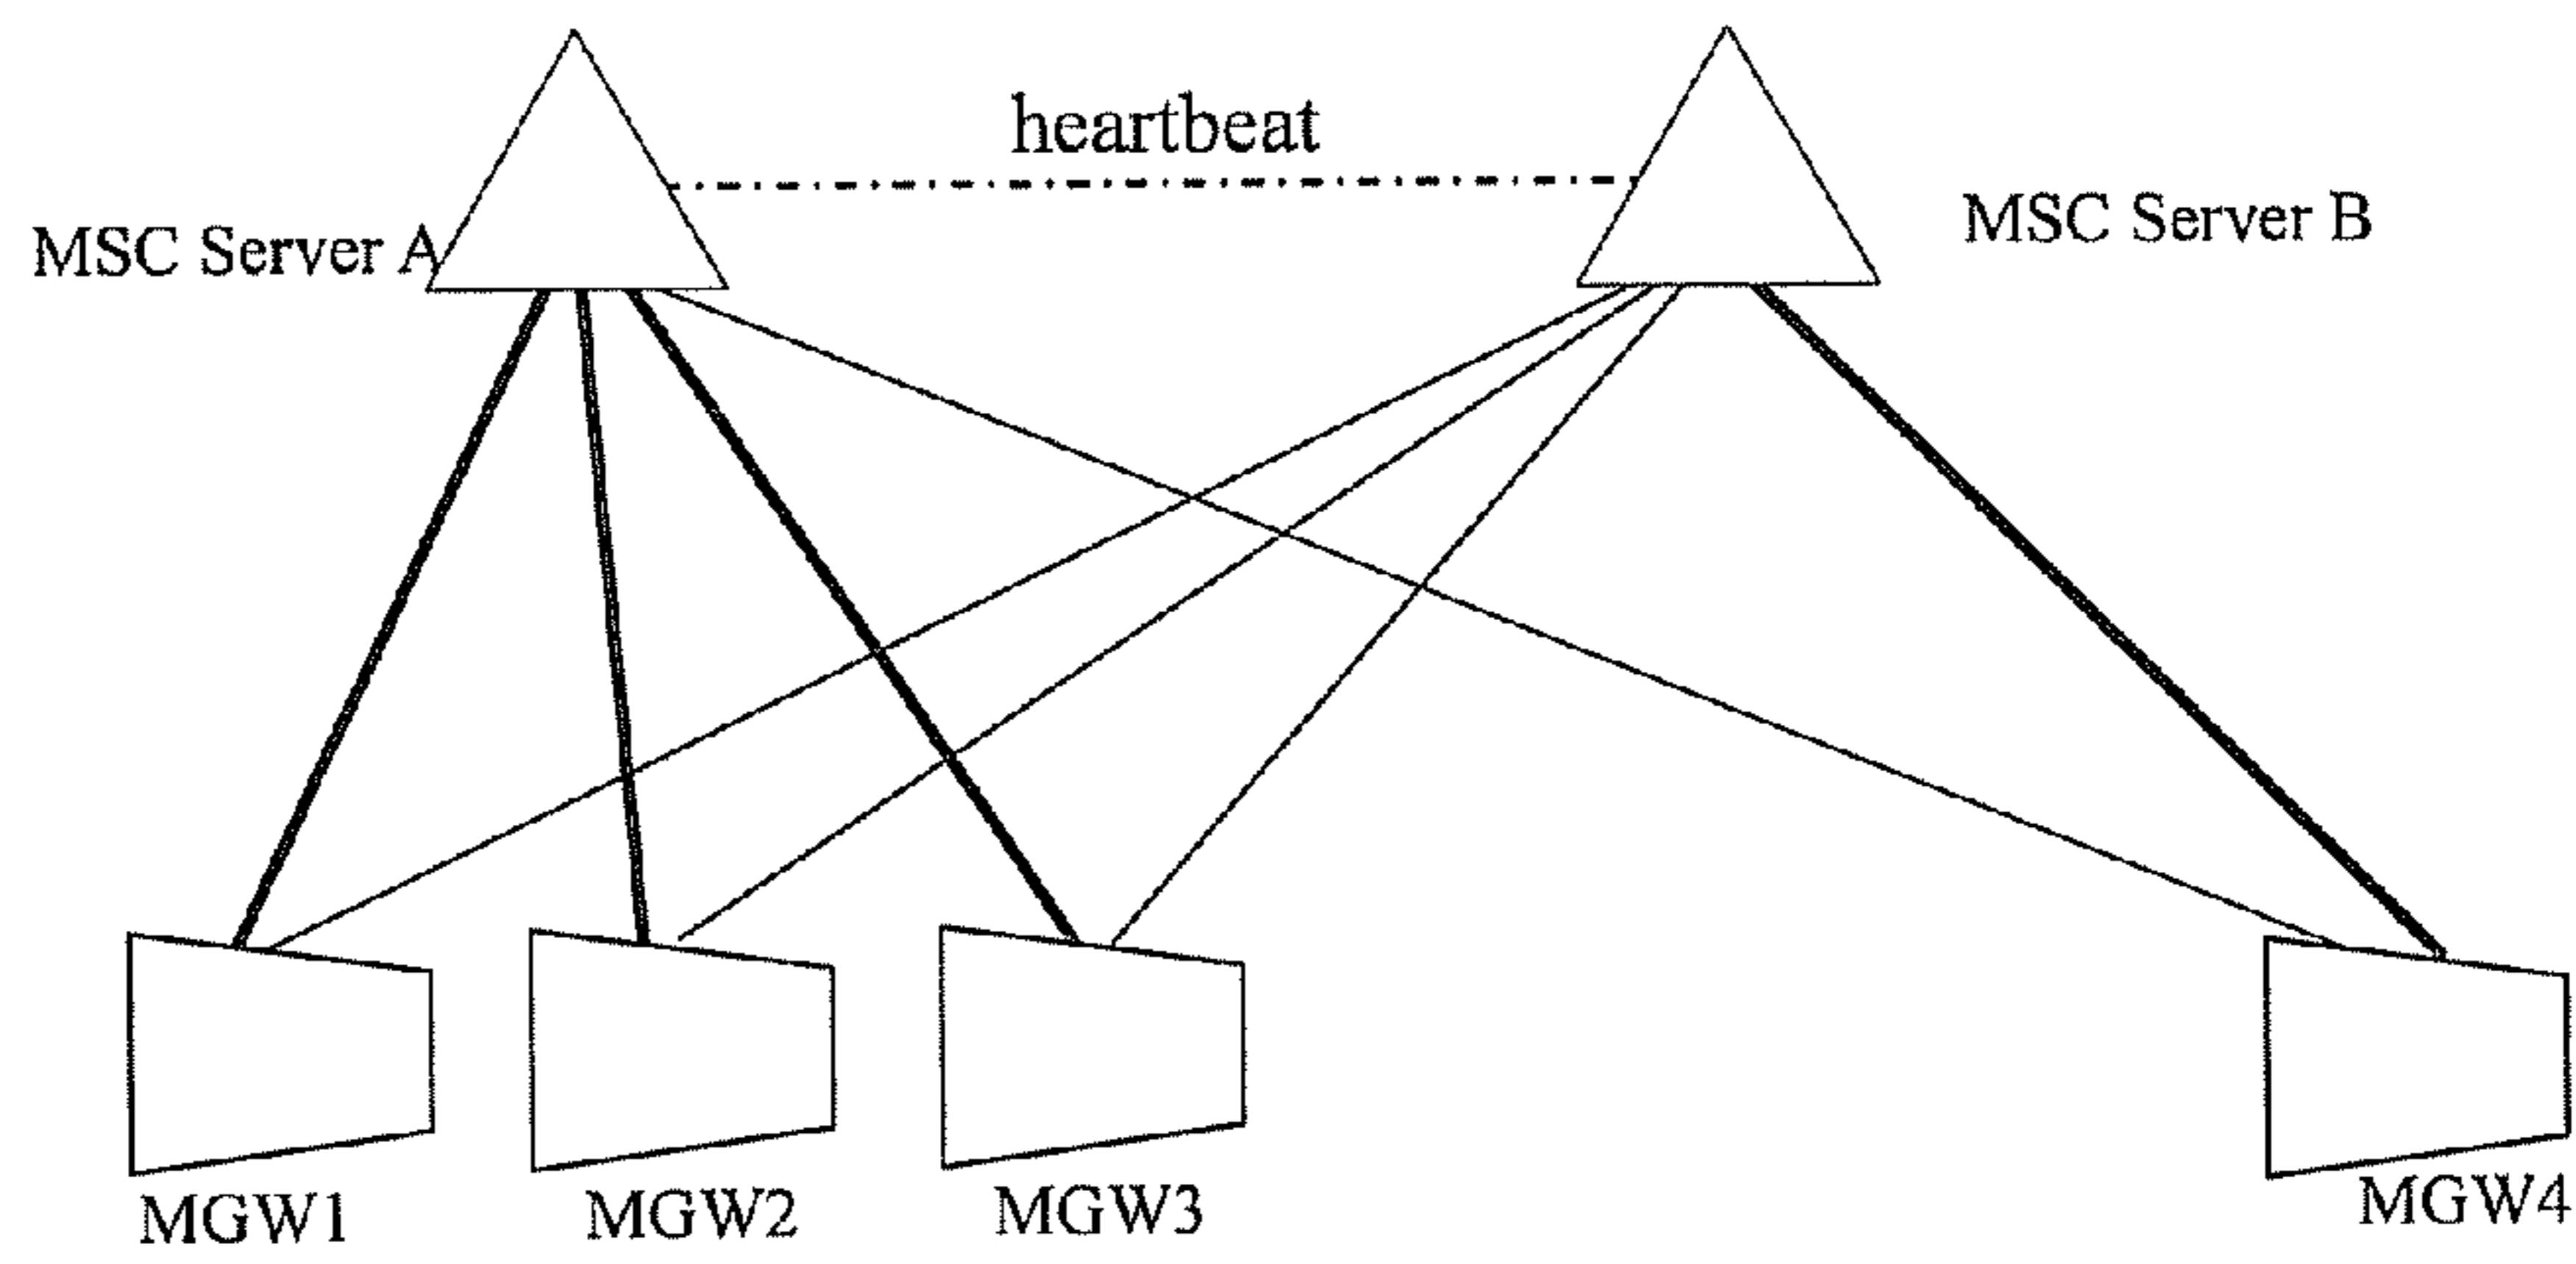 heartbeat
MSC Server A
MSC Server B
MGW1
MGW2
MGW3
MGW4